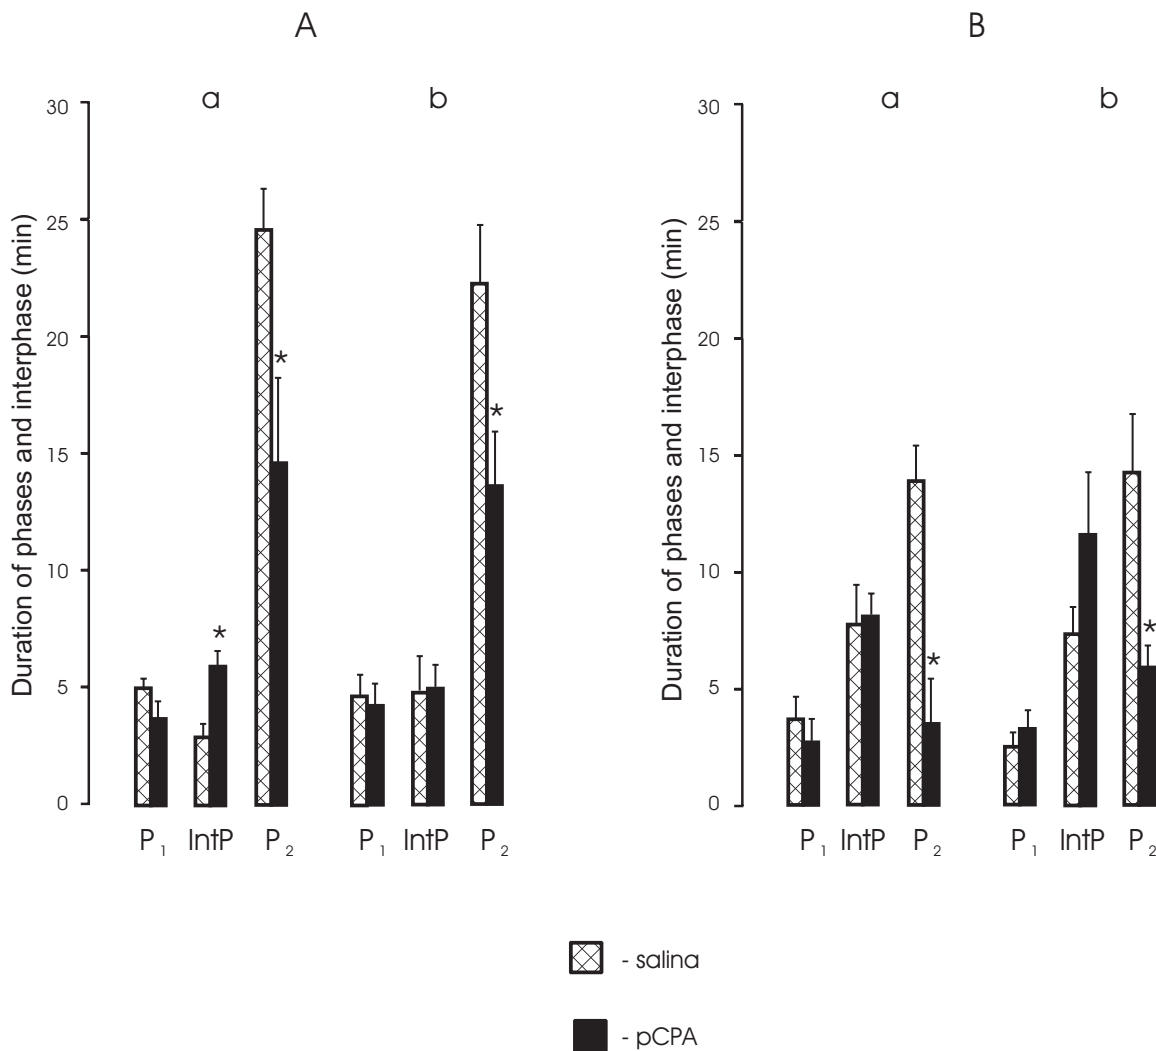 A
B
a
b
a
b
Duration of phases and interphase (min)
30
25
20
15
10
5
0
*
*
*
P1 IntP P2
P1 IntP P2
Duration of phases and interphase (min)
30
25
20
15
10
5
0
*
*
P1 IntP P2
P1 IntP P2
- salina
- pCPA